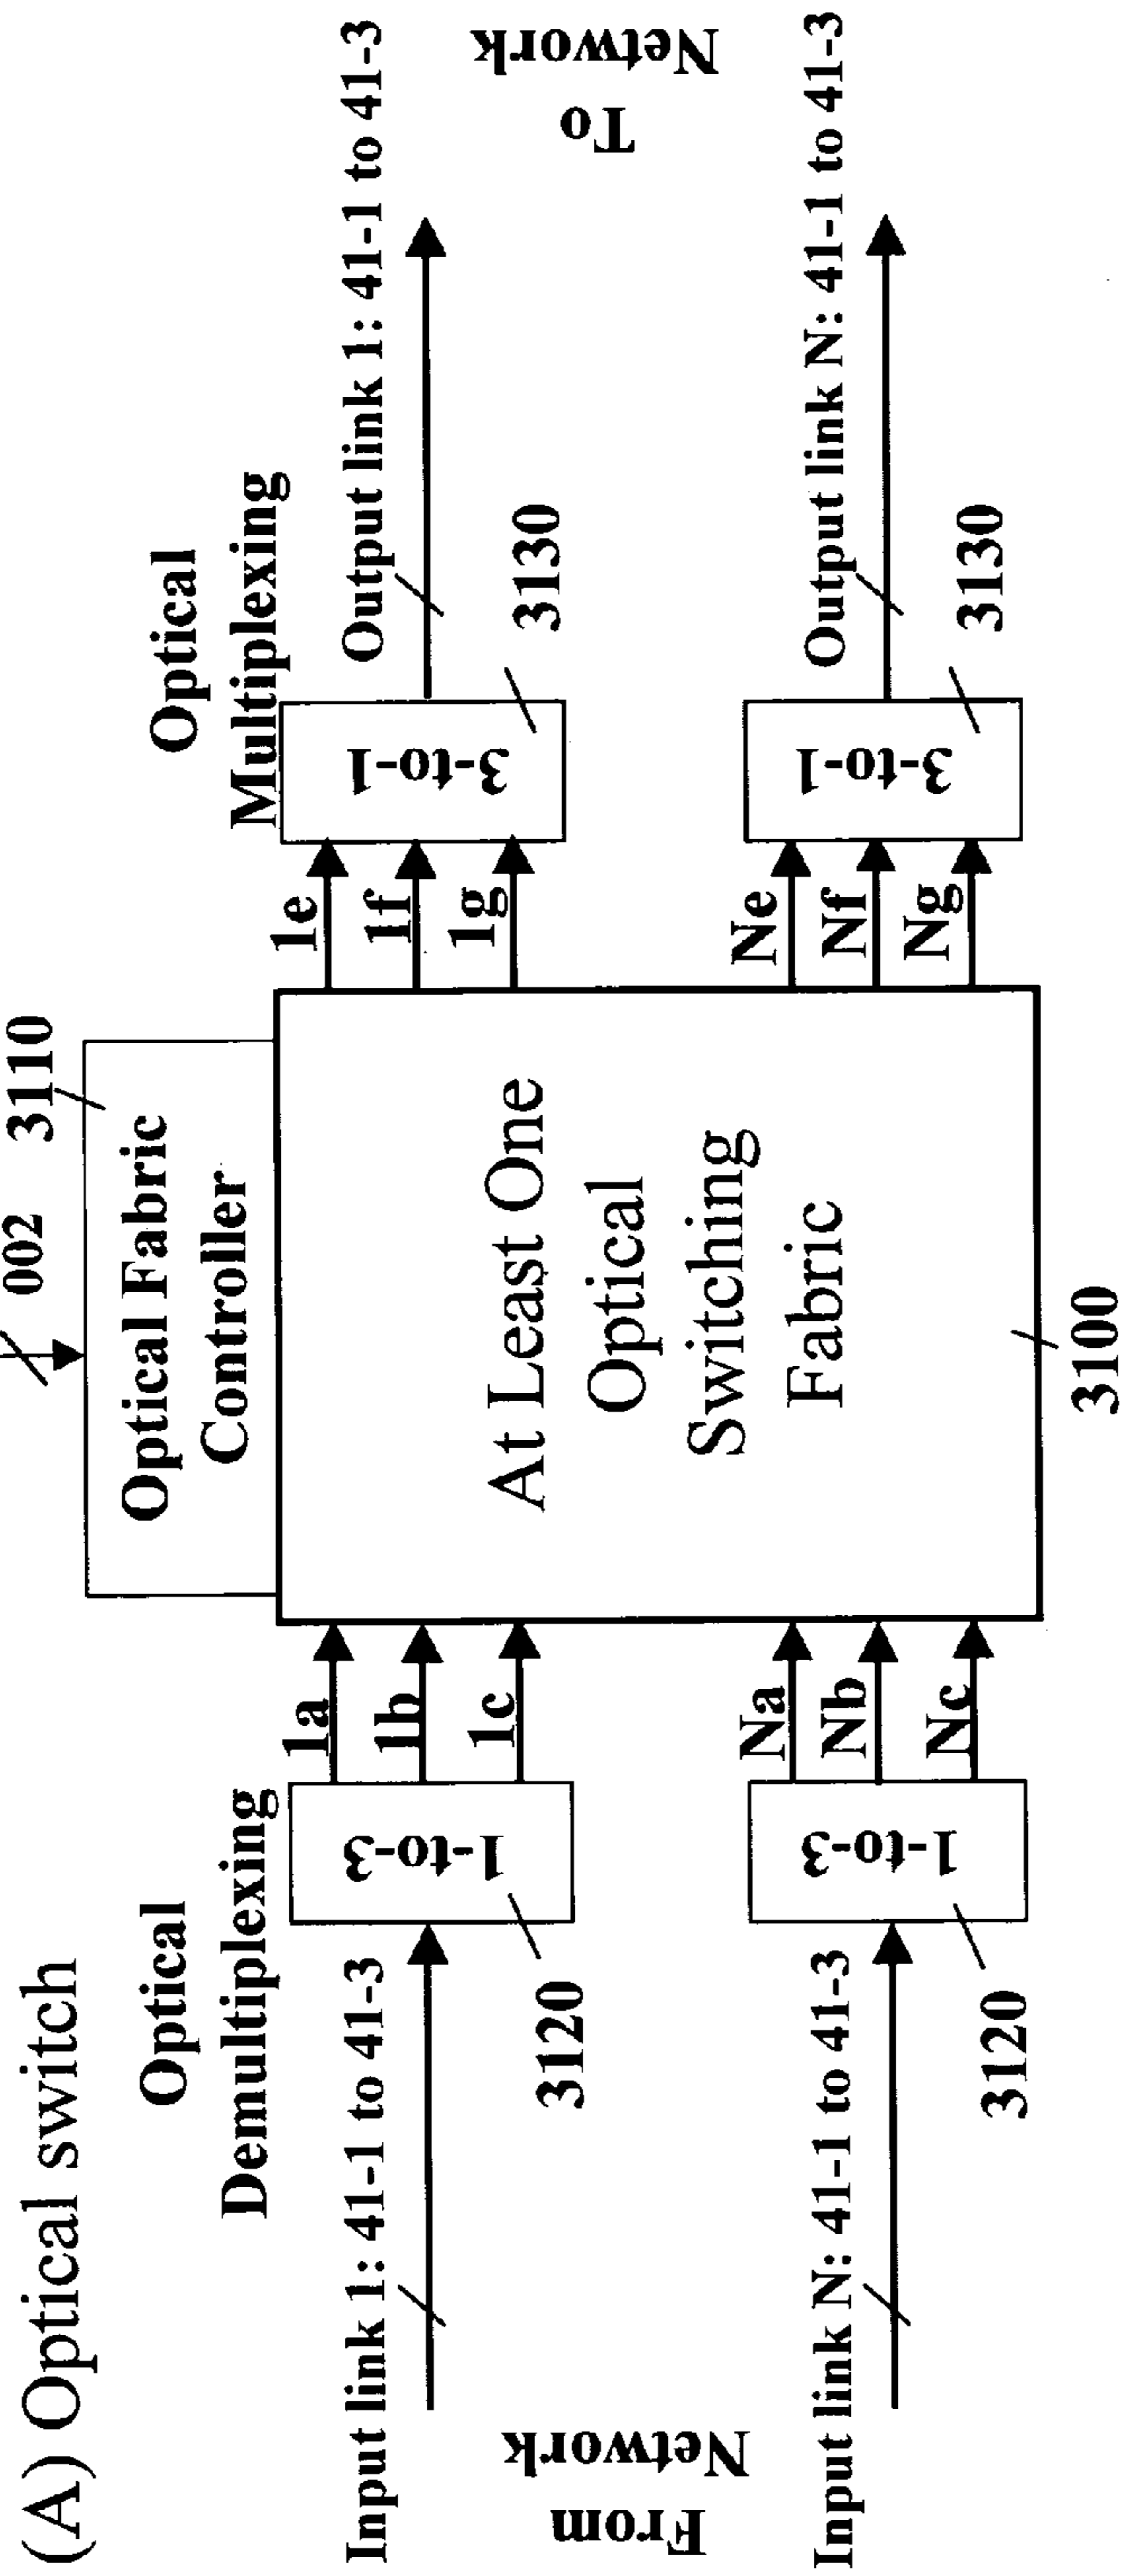 (A) Optical switch
002
3110
Optical Fabric
Controller
Optical
Demultiplexing
Optical
Multiplexing
Input link 1: 41-1 to 41-3
1-to-3
3120
1a
1b
1c
1e
1f
1g
3-to-1
3130
Output link 1: 41-1 to 41-3
From
Network
At Least One
Optical
Switching
Fabric
To
Network
Input link N: 41-1 to 41-3
1-to-3
3120
Na
Nb
Nc
Ne
Nf
Ng
3-to-1
3130
Output link N: 41-1 to 41-3
3100